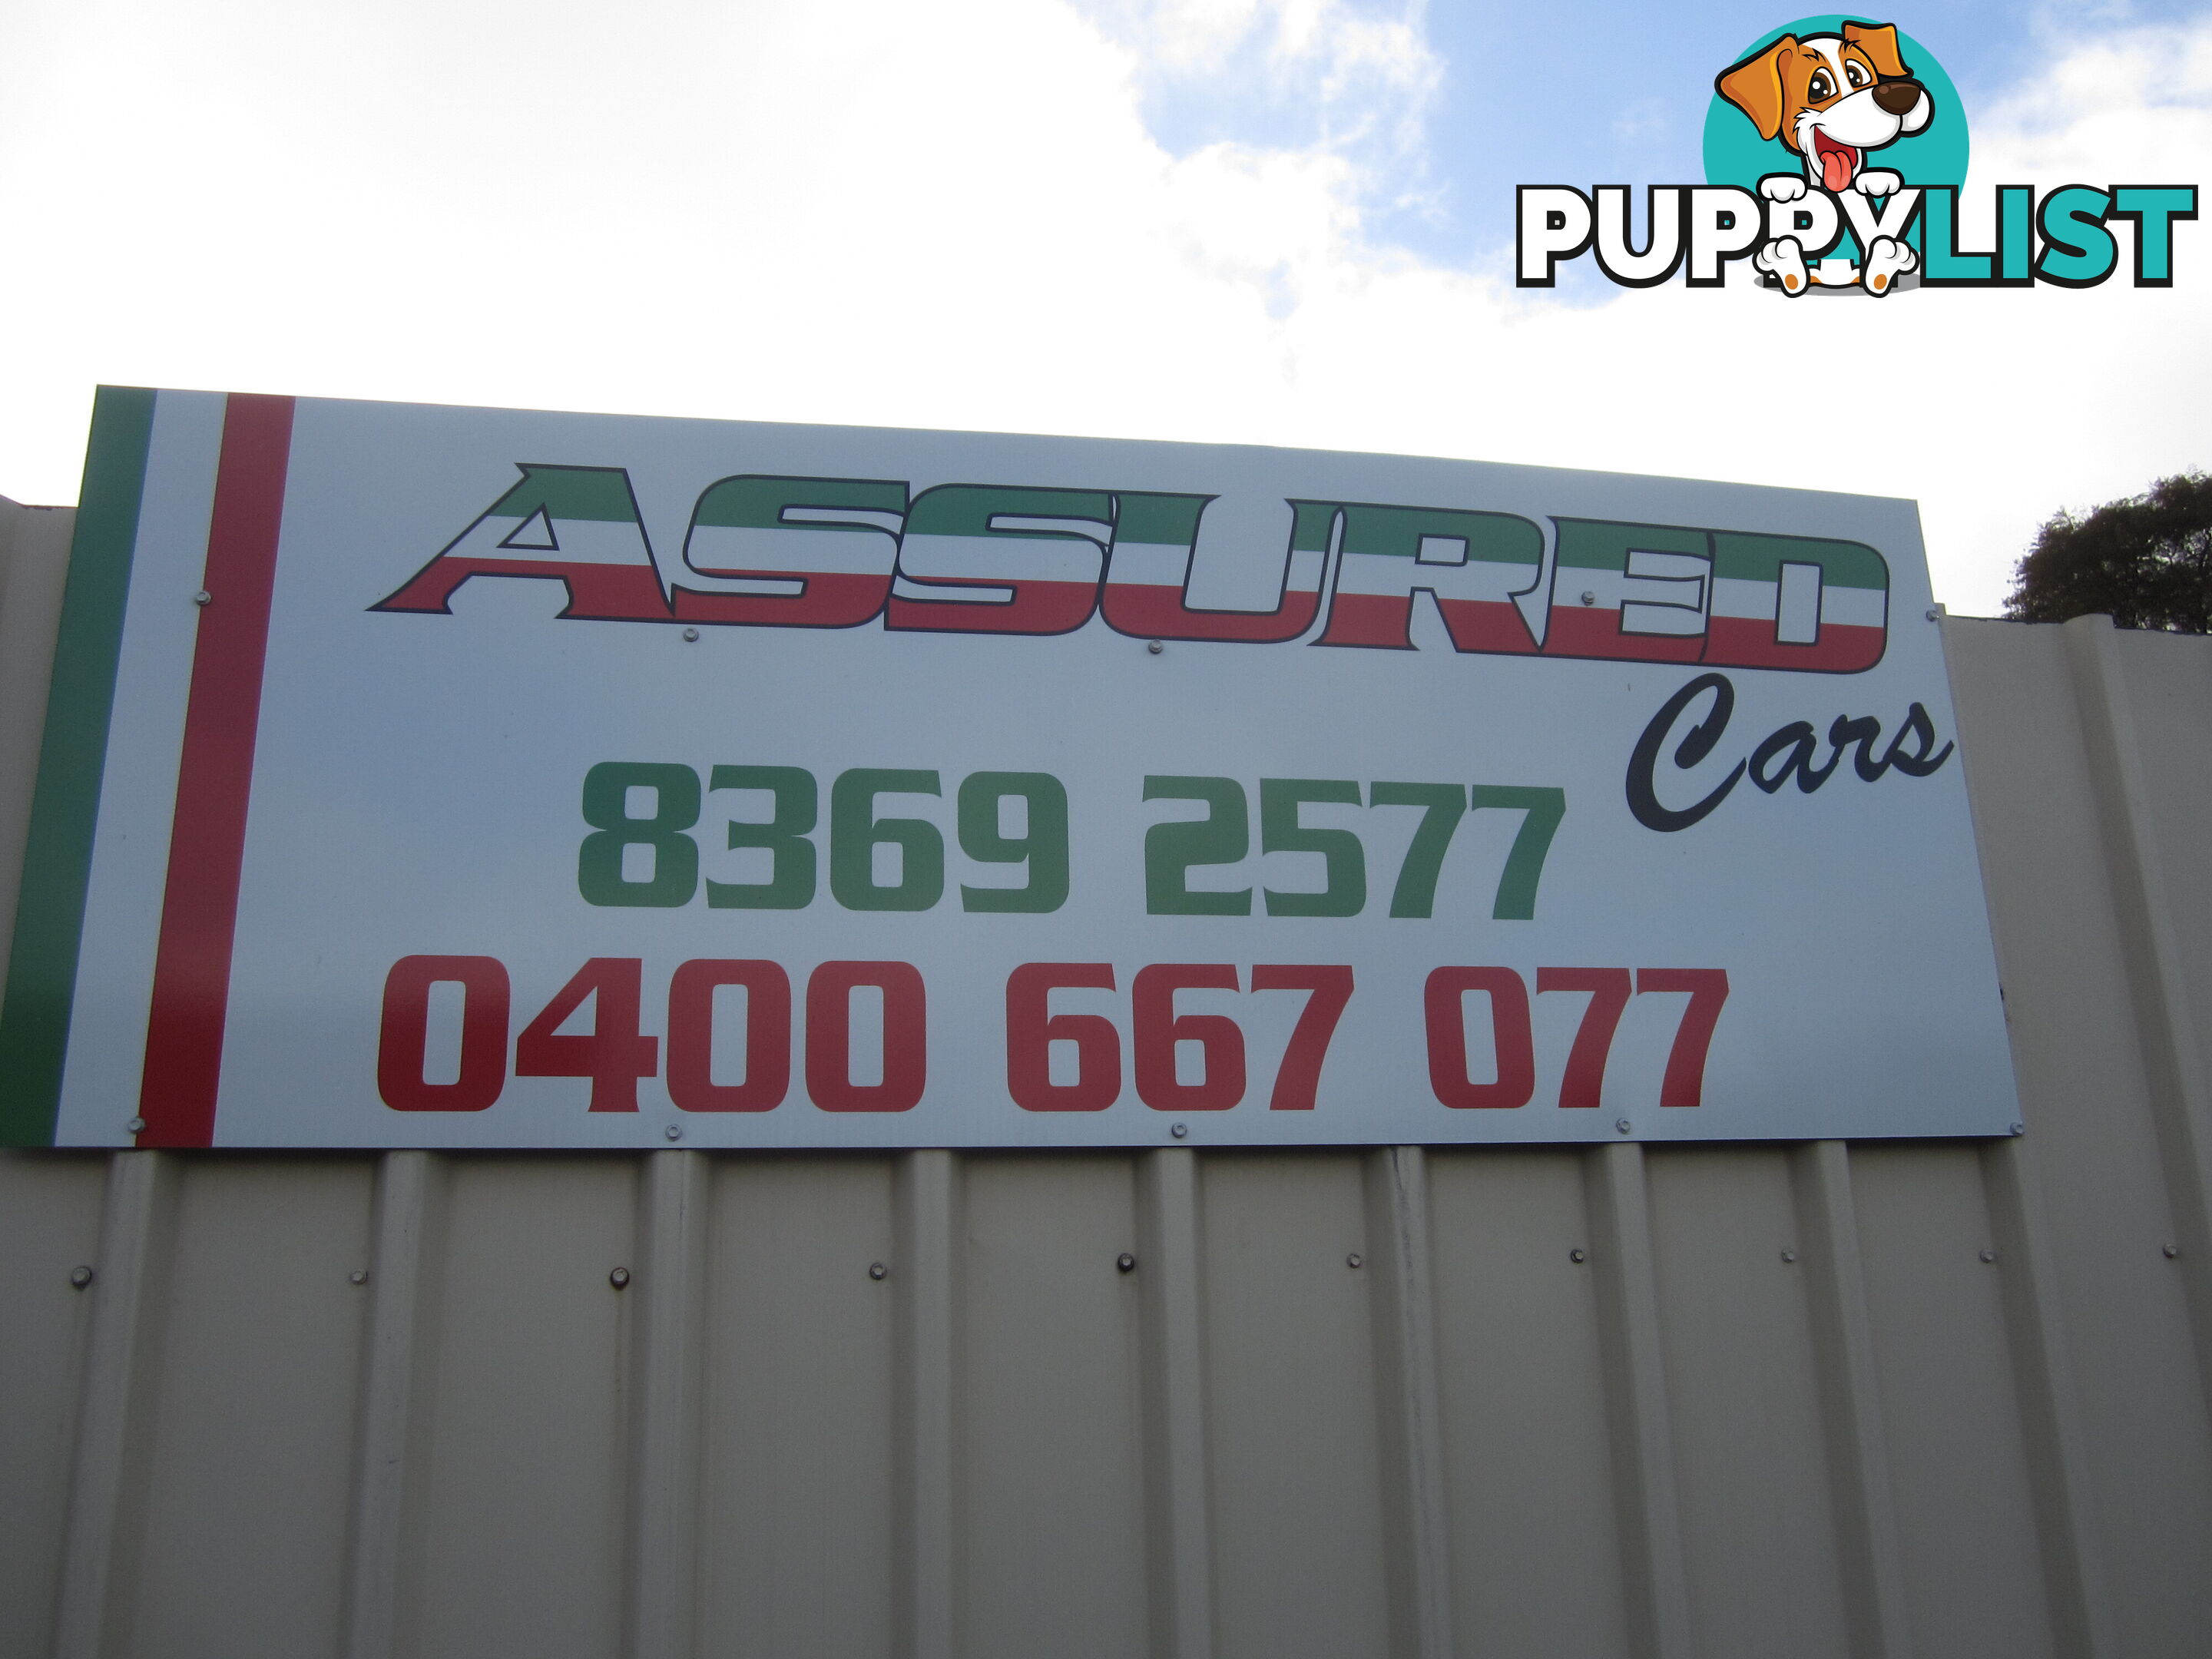 PUPPYLIST
ASSURED
Cars
8369 2577
0400 667 077